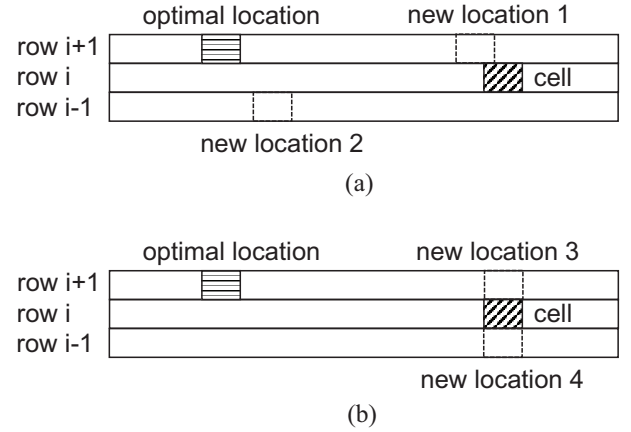 optimal location new location 1
row i+1
row i cell
row i-1
new location 2
(a)
optimal location new location 3
row i+1
row i cell
row i-1
new location 4
(b)